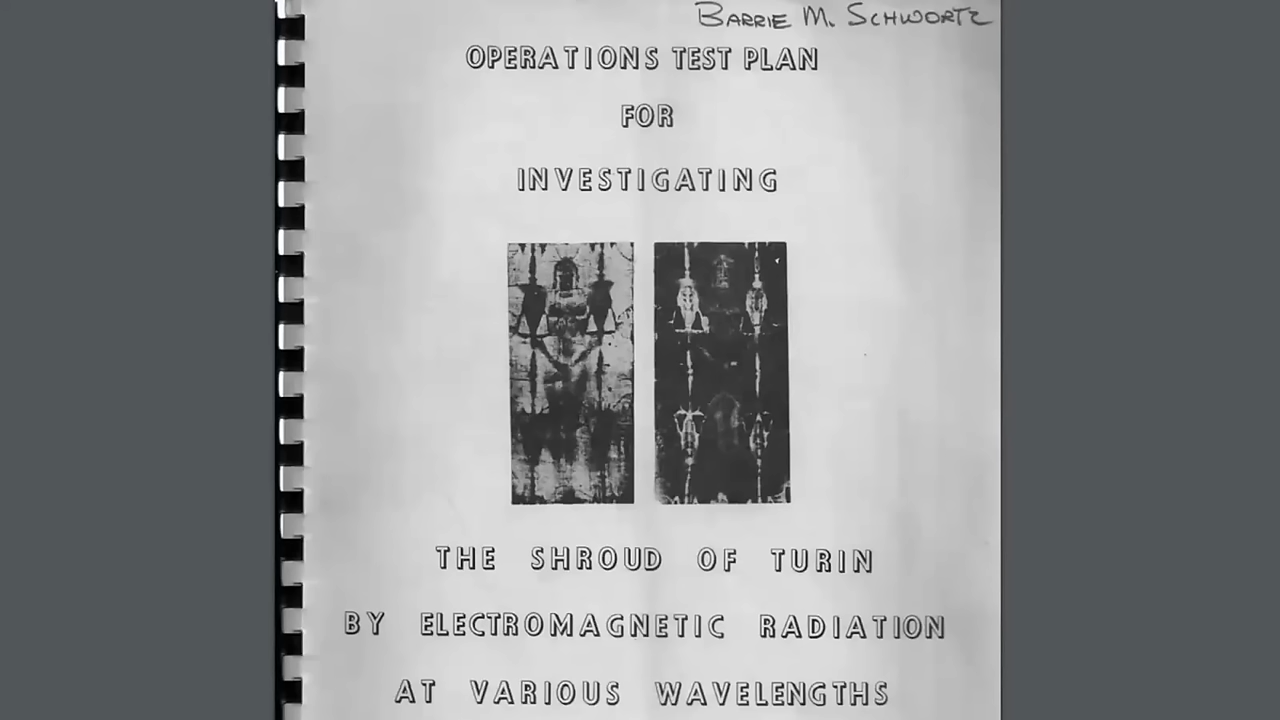 BARRIE M. SCHWORTZ
OPERATIONS TEST PLAN
FOR
INVESTIGATING
THE SHROUD OF TURIN
BY ELECTROMAGNETIC RADIATION
AT VARIOUS WAVELENGTHS